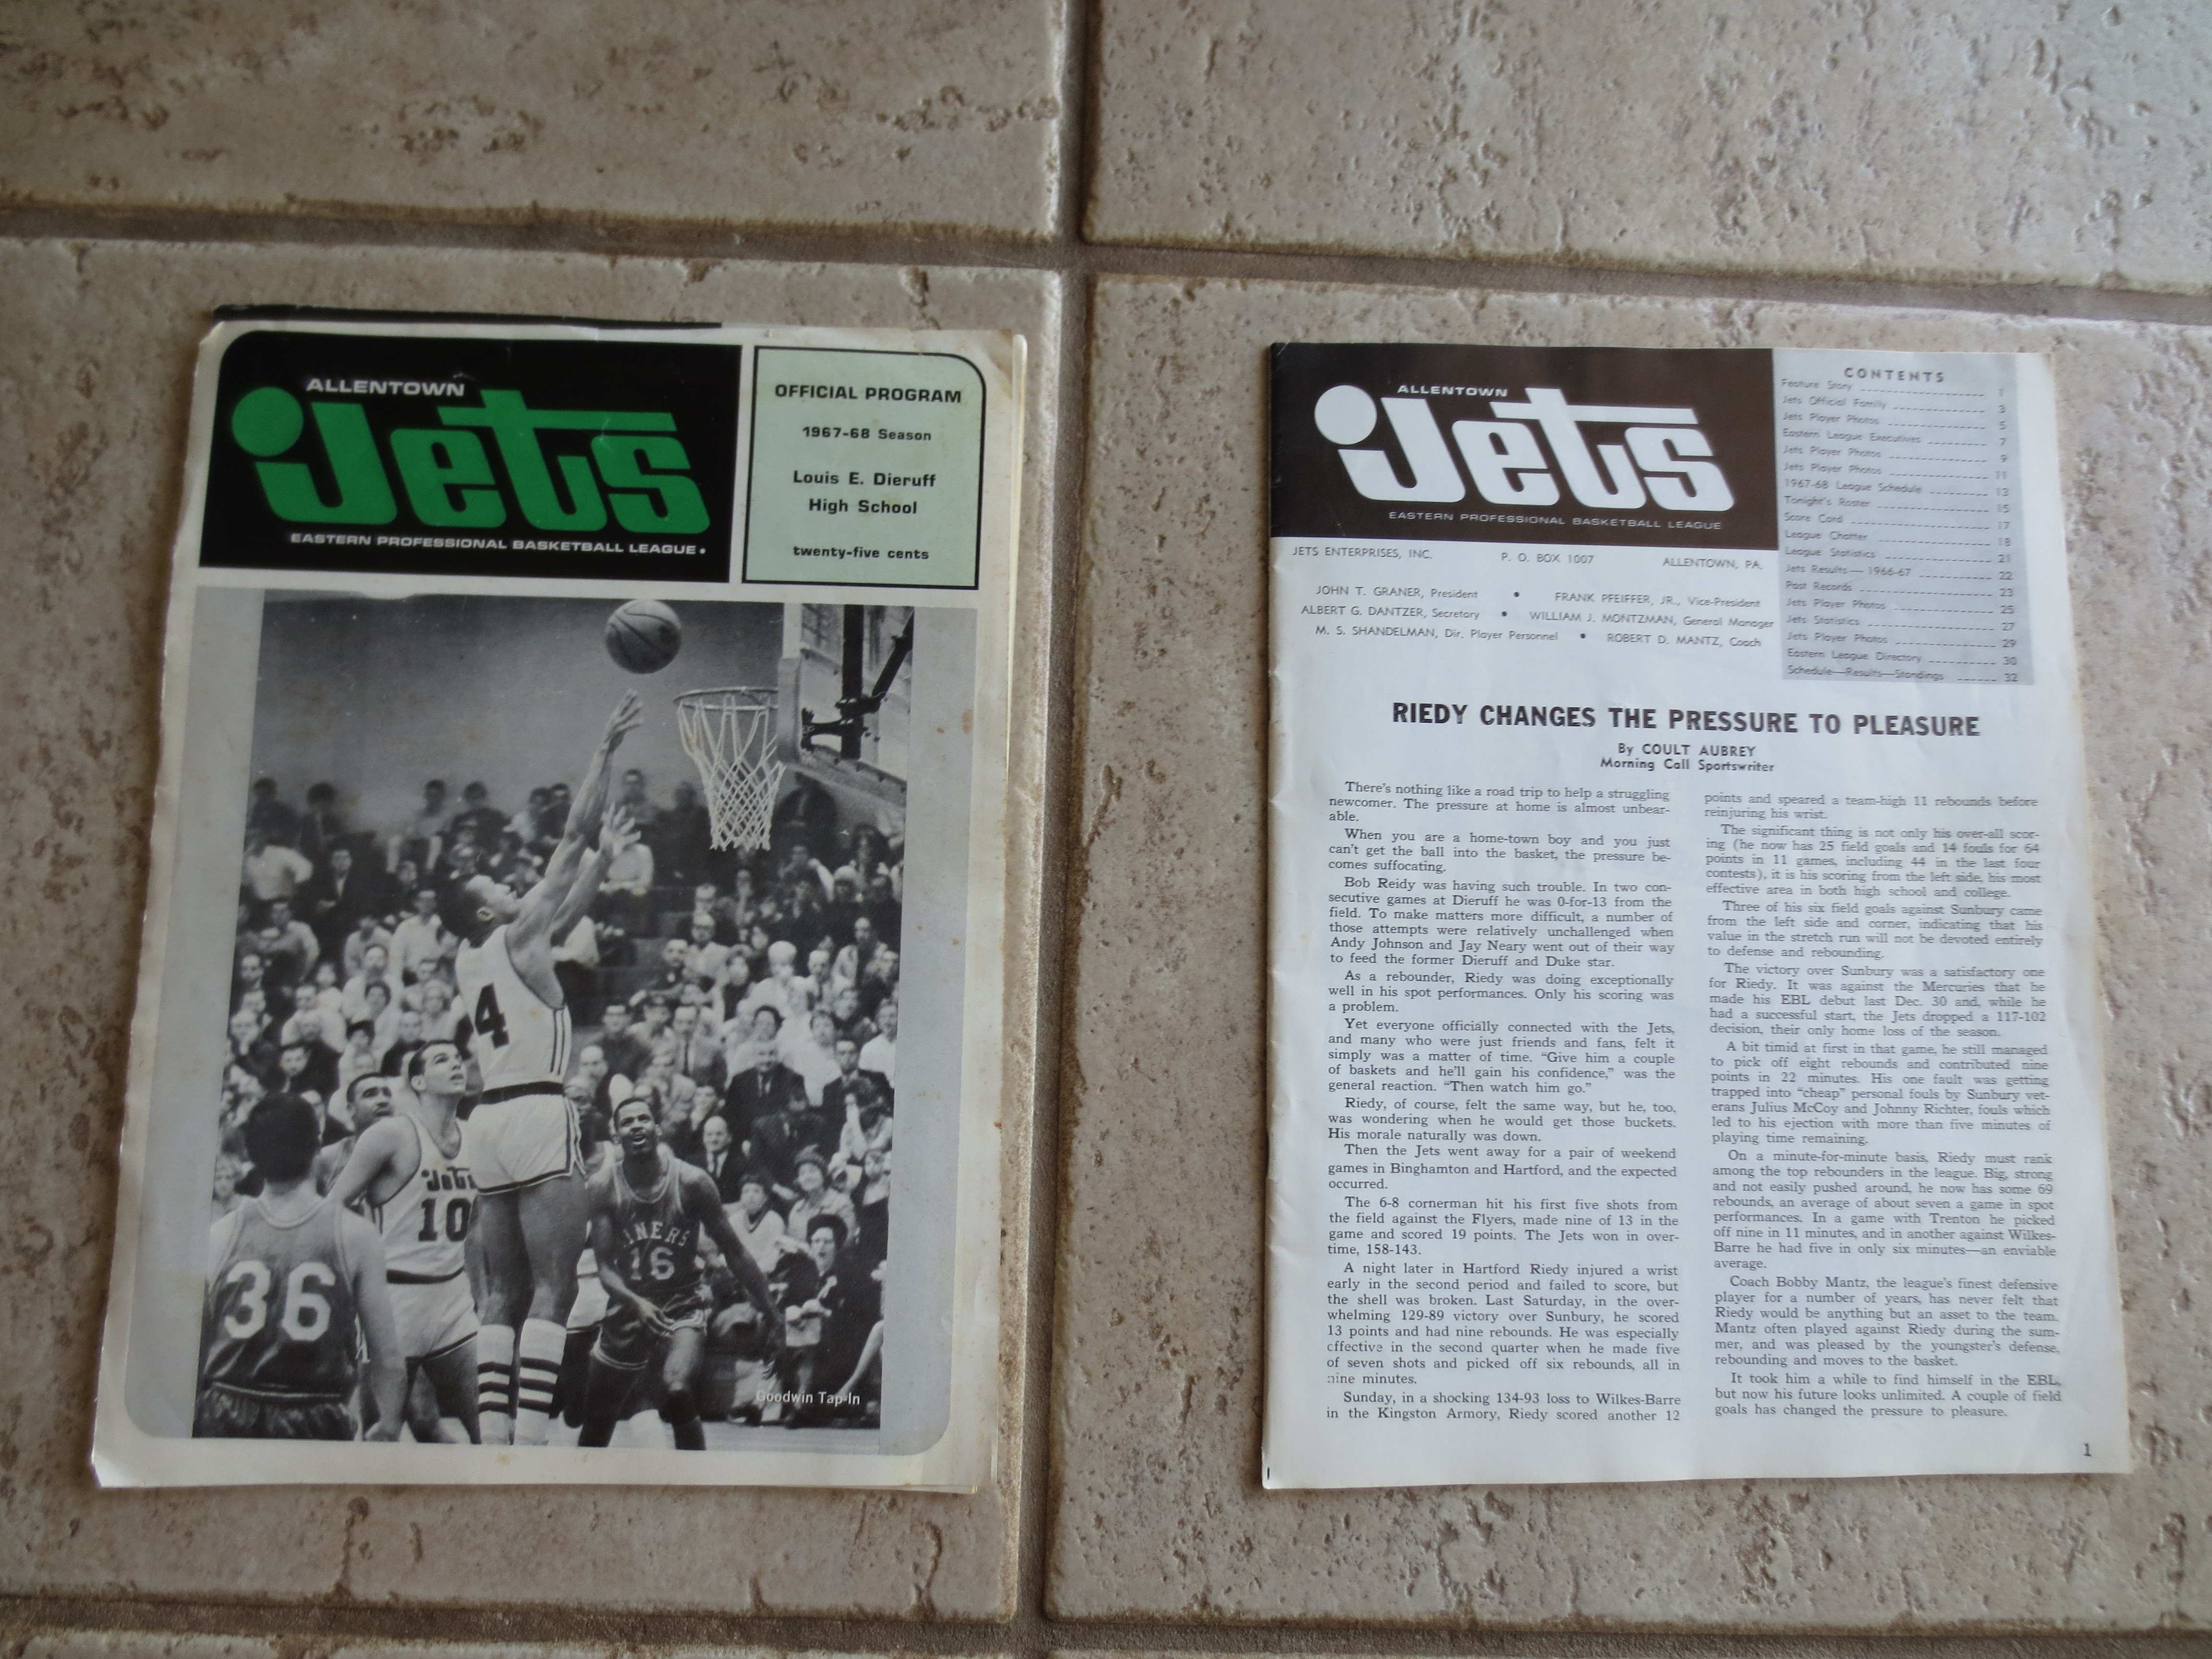 ALLENTOWN
Jets
EASTERN PROFESSIONAL BASKETBALL LEAGUE
OFFICIAL PROGRAM
1967-68 Season
Louis E. Dieruff
High School
twenty-five cents
4
Jets
10
INERS
16
36
Goodwin Tap-In
ALLENTOWN
Jets
EASTERN PROFESSIONAL BASKETBALL LEAGUE
JETS ENTERPRISES, INC. P. O. BOX 1007 ALLENTOWN, PA.
JOHN T. GRANER, President • FRANK PFEIFFER, JR., Vice-President
ALBERT G. DANTZER, Secretary • WILLIAM J. MONTZMAN, General Manager
M. S. SHANDELMAN, Dir. Player Personnel • ROBERT D. MANTZ, Coach
CONTENTS
Feature Story 1
Jets Official Family 3
Jets Player Photos 5
Eastern League Executives 7
Jets Player Photos 9
Jets Player Photos 11
1967-68 League Schedule 13
Tonight's Roster 15
Score Card 17
League Chatter 18
League Statistics 21
Jets Results — 1966-67 22
Past Records 23
Jets Player Photos 25
Jets Statistics 27
Jets Player Photos 29
Eastern League Directory 30
Schedule—Results—Standings 32
RIEDY CHANGES THE PRESSURE TO PLEASURE
By COULT AUBREY
Morning Call Sportswriter
There's nothing like a road trip to help a struggling
newcomer. The pressure at home is almost unbear-
able.
When you are a home-town boy and you just
can't get the ball into the basket, the pressure be-
comes suffocating.
Bob Reidy was having such trouble. In two con-
secutive games at Dieruff he was 0-for-13 from the
field. To make matters more difficult, a number of
those attempts were relatively unchallenged when
Andy Johnson and Jay Neary went out of their way
to feed the former Dieruff and Duke star.
As a rebounder, Riedy was doing exceptionally
well in his spot performances. Only his scoring was
a problem.
Yet everyone officially connected with the Jets,
and many who were just friends and fans, felt it
simply was a matter of time. “Give him a couple
of baskets and he'll gain his confidence,” was the
general reaction. “Then watch him go.”
Riedy, of course, felt the same way, but he, too,
was wondering when he would get those buckets.
His morale naturally was down.
Then the Jets went away for a pair of weekend
games in Binghamton and Hartford, and the expected
occurred.
The 6-8 cornerman hit his first five shots from
the field against the Flyers, made nine of 13 in the
game and scored 19 points. The Jets won in over-
time, 158-143.
A night later in Hartford Riedy injured a wrist
early in the second period and failed to score, but
the shell was broken. Last Saturday, in the over-
whelming 129-89 victory over Sunbury, he scored
13 points and had nine rebounds. He was especially
effective in the second quarter when he made five
of seven shots and picked off six rebounds, all in
nine minutes.
Sunday, in a shocking 134-93 loss to Wilkes-Barre
in the Kingston Armory, Riedy scored another 12
points and speared a team-high 11 rebounds before
reinjuring his wrist.
The significant thing is not only his over-all scor-
ing (he now has 25 field goals and 14 fouls for 64
points in 11 games, including 44 in the last four
contests), it is his scoring from the left side, his most
effective area in both high school and college.
Three of his six field goals against Sunbury came
from the left side and corner, indicating that his
value in the stretch run will not be devoted entirely
to defense and rebounding.
The victory over Sunbury was a satisfactory one
for Riedy. It was against the Mercuries that he
made his EBL debut last Dec. 30 and, while he
had a successful start, the Jets dropped a 117-102
decision, their only home loss of the season.
A bit timid at first in that game, he still managed
to pick off eight rebounds and contributed nine
points in 22 minutes. His one fault was getting
trapped into “cheap” personal fouls by Sunbury vet-
erans Julius McCoy and Johnny Richter, fouls which
led to his ejection with more than five minutes of
playing time remaining.
On a minute-for-minute basis, Riedy must rank
among the top rebounders in the league. Big, strong
and not easily pushed around, he now has some 69
rebounds, an average of about seven a game in spot
performances. In a game with Trenton he picked
off nine in 11 minutes, and in another against Wilkes-
Barre he had five in only six minutes—an enviable
average.
Coach Bobby Mantz, the league's finest defensive
player for a number of years, has never felt that
Riedy would be anything but an asset to the team.
Mantz often played against Riedy during the sum-
mer, and was pleased by the youngster's defense,
rebounding and moves to the basket.
It took him a while to find himself in the EBL,
but now his future looks unlimited. A couple of field
goals has changed the pressure to pleasure.
1